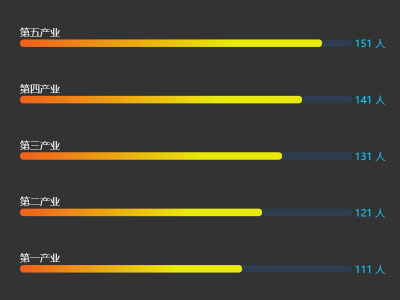 第五产业
151 人
第四产业
141 人
第三产业
131 人
第二产业
121 人
第一产业
111 人